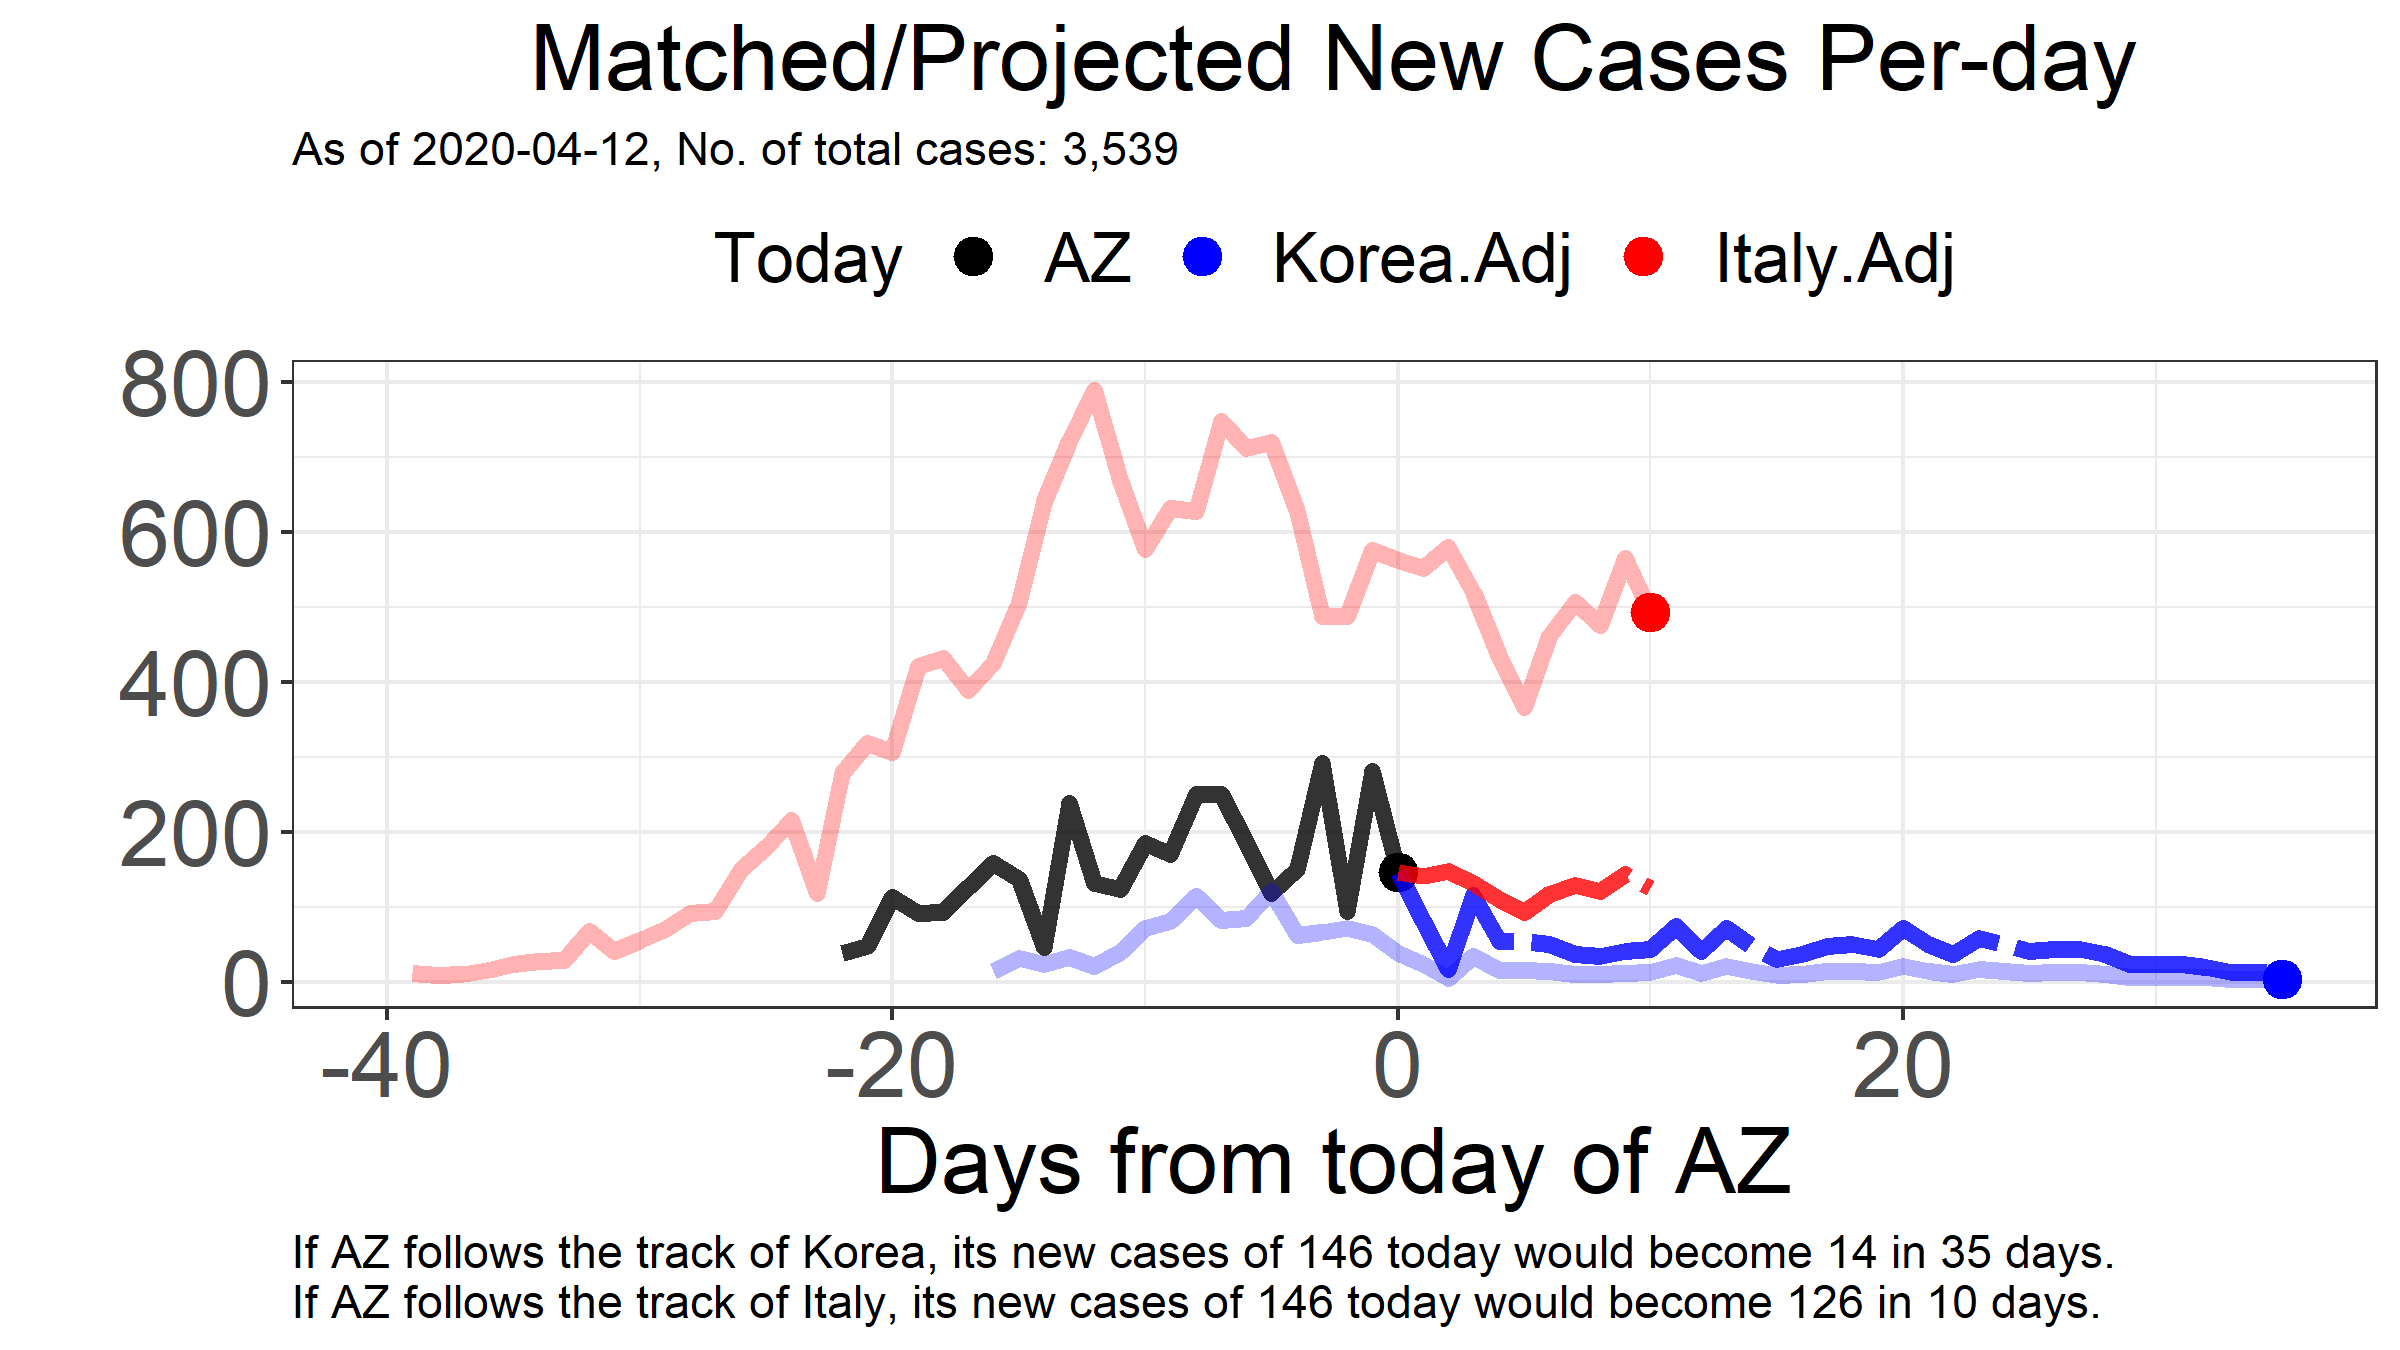 Matched/Projected New Cases Per-day
As of 2020-04-12, No. of total cases: 3,539
Today AZ Korea.Adj Italy.Adj
800
600
400
200
0
-40 -20 0 20
Days from today of AZ
If AZ follows the track of Korea, its new cases of 146 today would become 14 in 35 days.
If AZ follows the track of Italy, its new cases of 146 today would become 126 in 10 days.